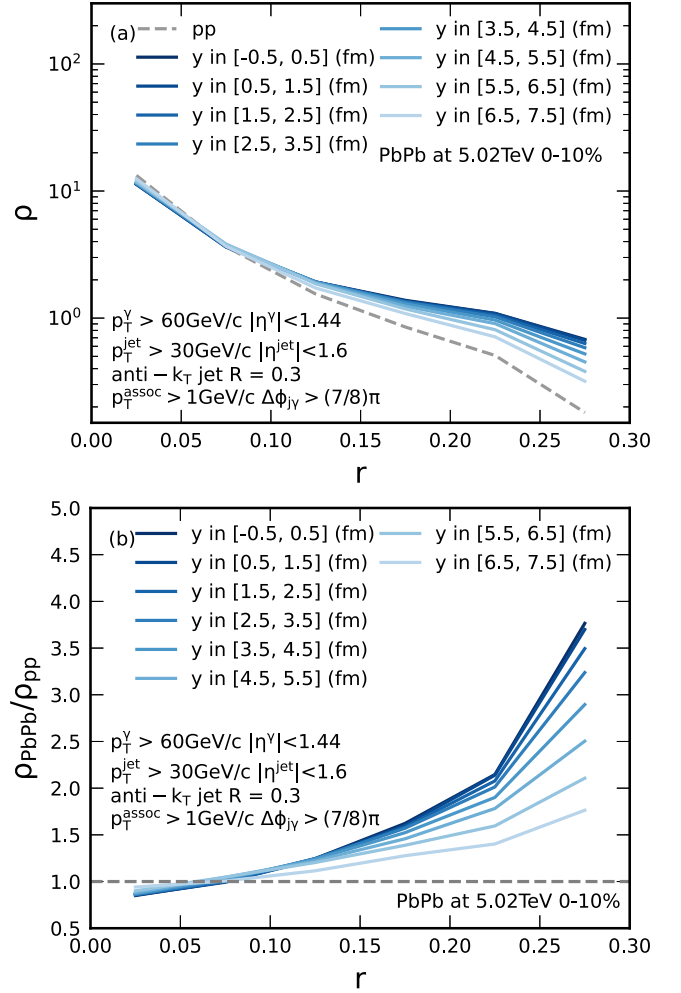 (a)
pp
y in [-0.5, 0.5] (fm)
y in [0.5, 1.5] (fm)
y in [1.5, 2.5] (fm)
y in [2.5, 3.5] (fm)
y in [3.5, 4.5] (fm)
y in [4.5, 5.5] (fm)
y in [5.5, 6.5] (fm)
y in [6.5, 7.5] (fm)
PbPb at 5.02TeV 0-10%
10²
10¹
10⁰
ρ
p_T^γ > 60GeV/c |η^γ|<1.44
p_T^jet > 30GeV/c |η^jet|<1.6
anti−k_T jet R = 0.3
p_T^assoc > 1GeV/c Δϕ_jγ > (7/8)π
0.00 0.05 0.10 0.15 0.20 0.25 0.30
r
(b)
y in [-0.5, 0.5] (fm)
y in [0.5, 1.5] (fm)
y in [1.5, 2.5] (fm)
y in [2.5, 3.5] (fm)
y in [3.5, 4.5] (fm)
y in [4.5, 5.5] (fm)
y in [5.5, 6.5] (fm)
y in [6.5, 7.5] (fm)
5.0
4.5
4.0
3.5
3.0
2.5
2.0
1.5
1.0
0.5
ρ_PbPb/ρ_pp
p_T^γ > 60GeV/c |η^γ|<1.44
p_T^jet > 30GeV/c |η^jet|<1.6
anti−k_T jet R = 0.3
p_T^assoc > 1GeV/c Δϕ_jγ > (7/8)π
PbPb at 5.02TeV 0-10%
0.00 0.05 0.10 0.15 0.20 0.25 0.30
r